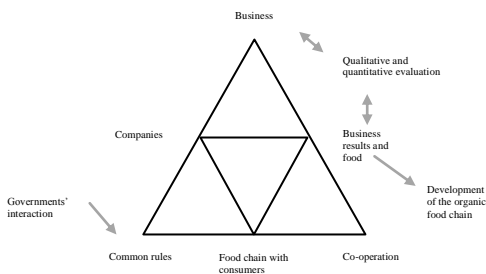 Business
Qualitative and
quantitative evaluation
Companies
Business
results and
food
Governments’
interaction
Development
of the organic
food chain
Common rules
Food chain with
consumers
Co-operation